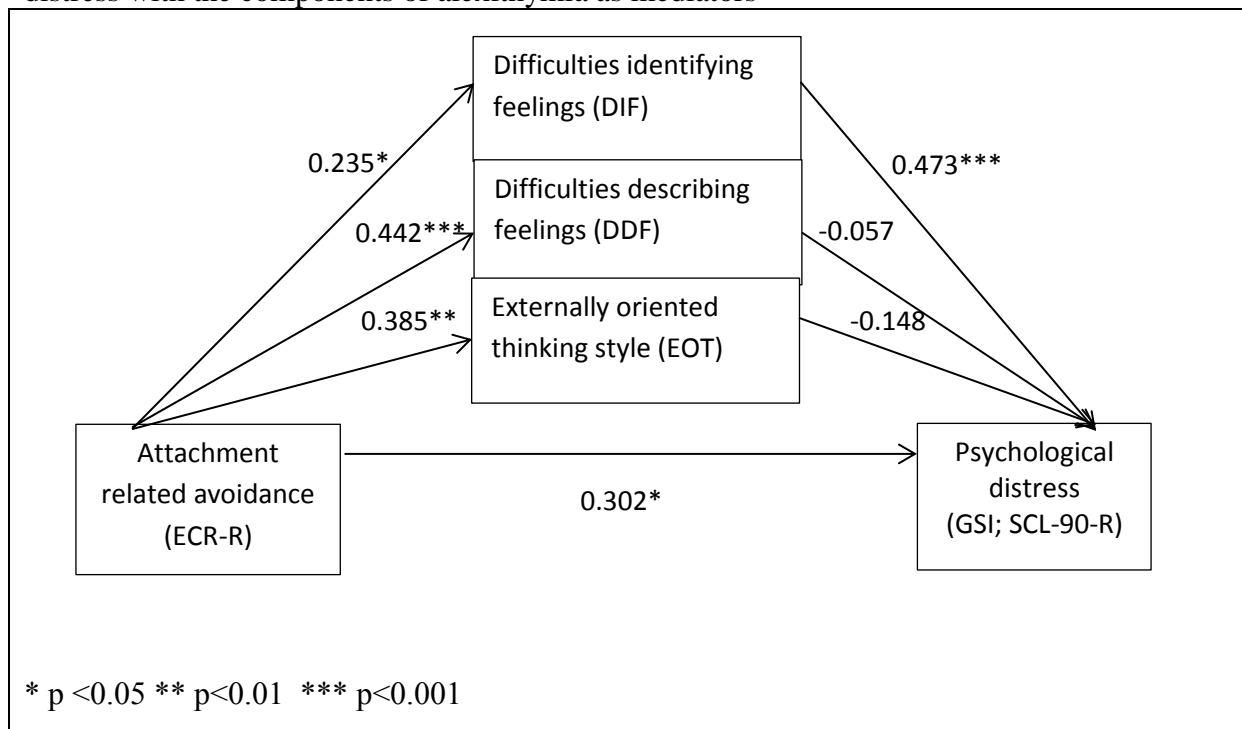 distress with the components of alexithymia as mediators
Difficulties identifying
feelings (DIF)
0.235*
0.473***
Difficulties describing
feelings (DDF)
0.442***
-0.057
Externally oriented
thinking style (EOT)
0.385**
-0.148
Attachment
related avoidance
(ECR-R)
0.302*
Psychological
distress
(GSI; SCL-90-R)
* p <0.05 ** p<0.01 *** p<0.001